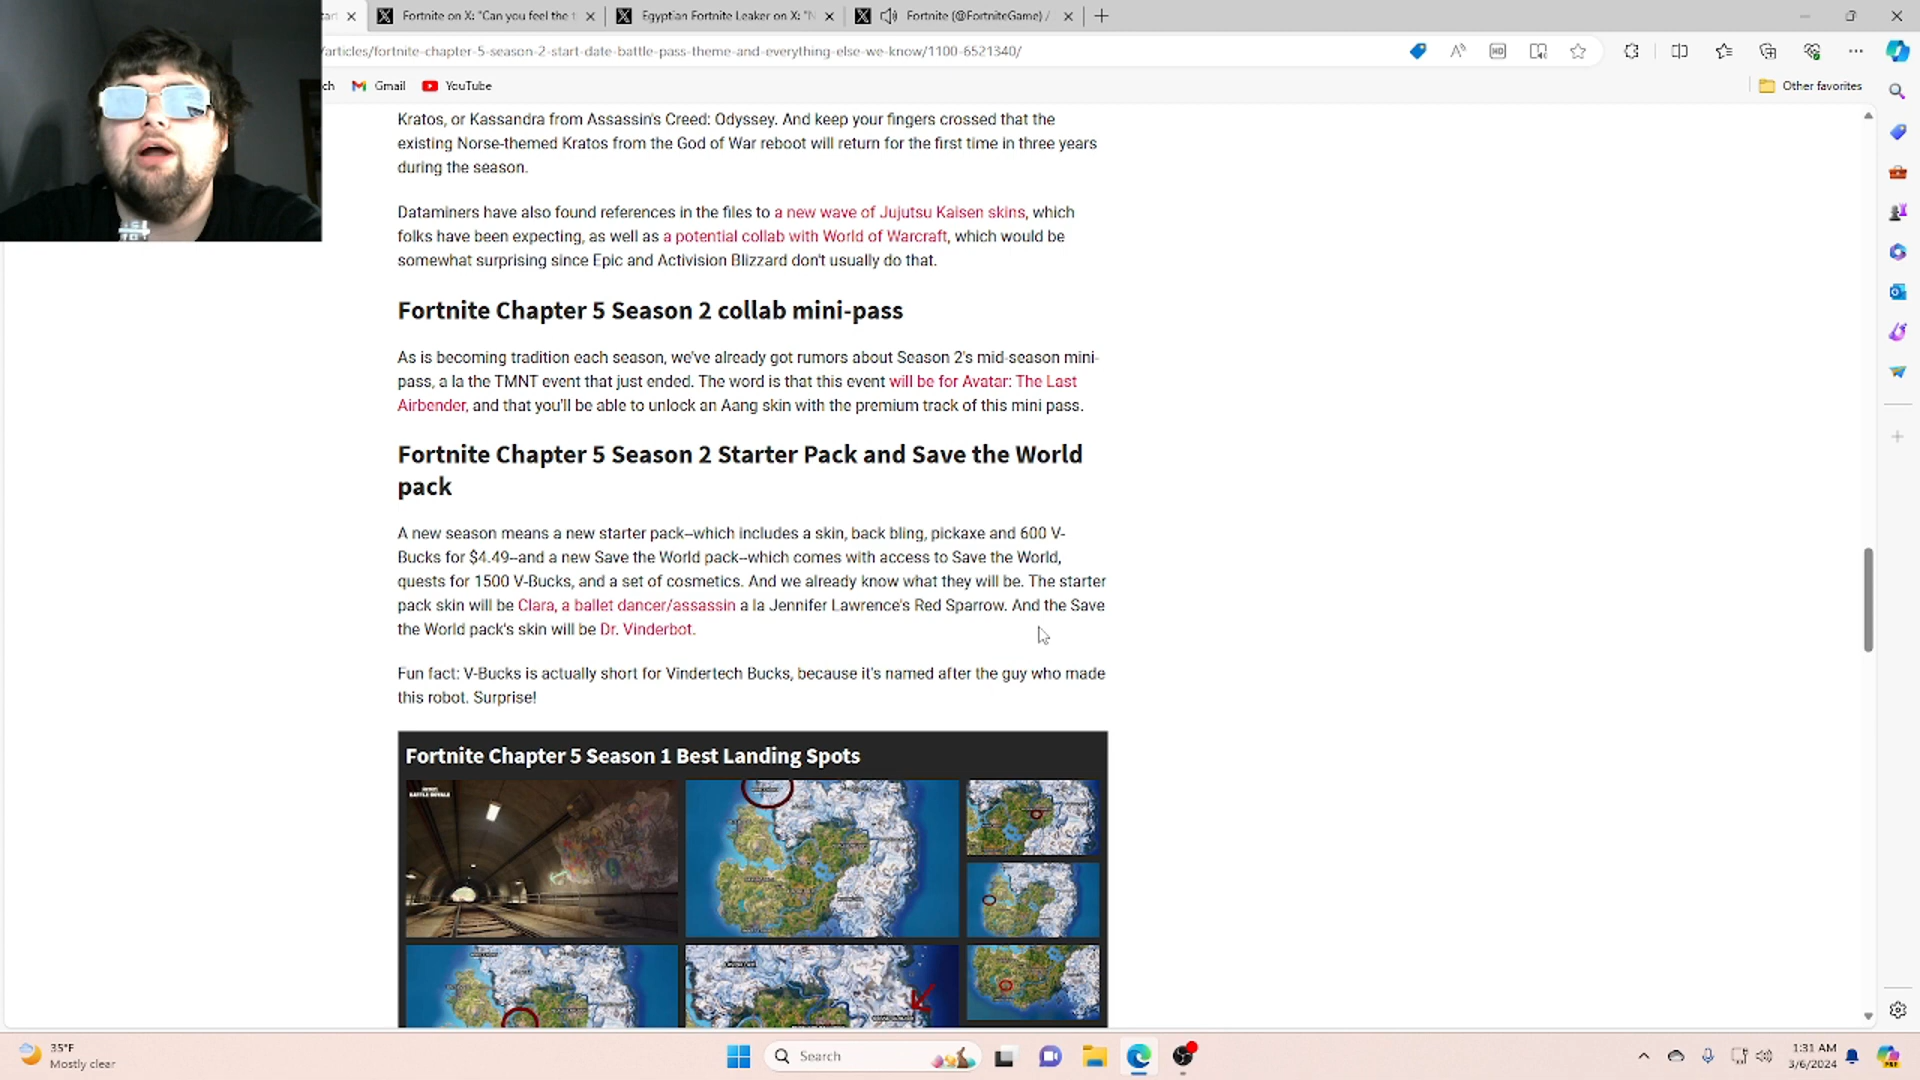 Fortnite on X: "Can you feel the t
Egyptian Fortnite Leaker on X: "N
Fortnite (@FortniteGame) /
/articles/fortnite-chapter-5-season-2-start-date-battle-pass-theme-and-everything-else-we-know/1100-6521340/
ch
Gmail
YouTube
Other favorites
Kratos, or Kassandra from Assassin's Creed: Odyssey. And keep your fingers crossed that the
existing Norse-themed Kratos from the God of War reboot will return for the first time in three years
during the season.
Dataminers have also found references in the files to a new wave of Jujutsu Kaisen skins, which
folks have been expecting, as well as a potential collab with World of Warcraft, which would be
somewhat surprising since Epic and Activision Blizzard don't usually do that.
Fortnite Chapter 5 Season 2 collab mini-pass
As is becoming tradition each season, we've already got rumors about Season 2's mid-season mini-
pass, a la the TMNT event that just ended. The word is that this event will be for Avatar: The Last
Airbender, and that you'll be able to unlock an Aang skin with the premium track of this mini pass.
Fortnite Chapter 5 Season 2 Starter Pack and Save the World
pack
A new season means a new starter pack--which includes a skin, back bling, pickaxe and 600 V-
Bucks for $4.49--and a new Save the World pack--which comes with access to Save the World,
quests for 1500 V-Bucks, and a set of cosmetics. And we already know what they will be. The starter
pack skin will be Clara, a ballet dancer/assassin a la Jennifer Lawrence's Red Sparrow. And the Save
the World pack's skin will be Dr. Vinderbot.
Fun fact: V-Bucks is actually short for Vindertech Bucks, because it's named after the guy who made
this robot. Surprise!
Fortnite Chapter 5 Season 1 Best Landing Spots
35°F
Mostly clear
Search
1:31 AM
3/6/2024